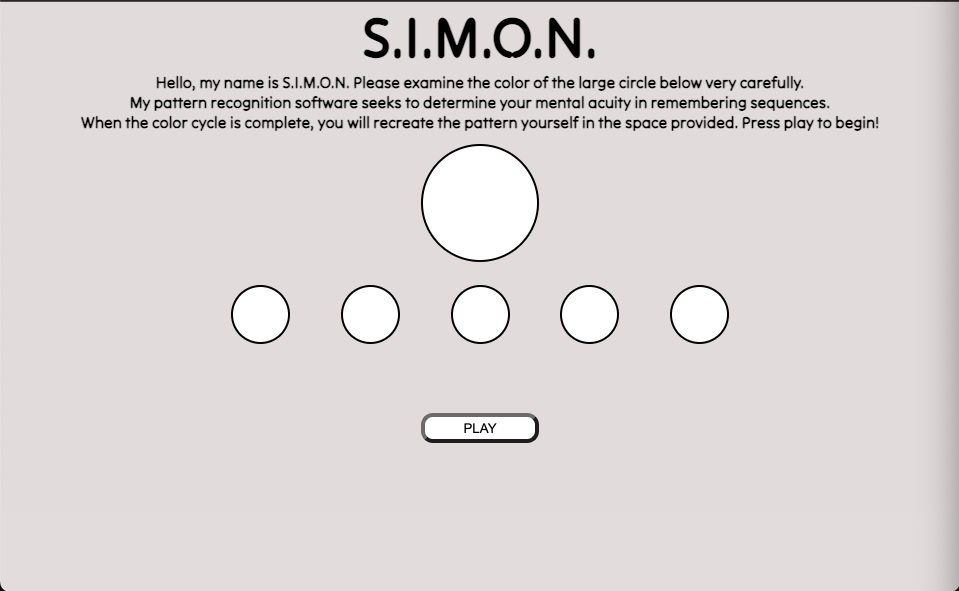 S.I.M.O.N.
Hello, my name is S.I.M.O.N. Please examine the color of the large circle below very carefully.
My pattern recognition software seeks to determine your mental acuity in remembering sequences.
When the color cycle is complete, you will recreate the pattern yourself in the space provided. Press play to begin!
PLAY